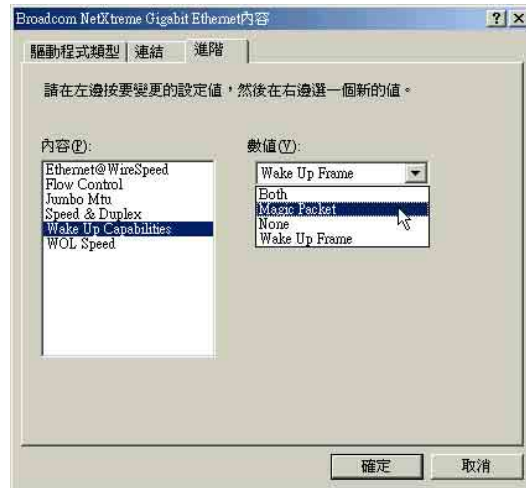 Broadcom NetXtreme Gigabit Ethernet內容
驅動程式類型 連結 進階
請在左邊按要變更的設定值，然後在右邊選一個新的值。
內容(P):
Ethernet@WireSpeed
Flow Control
Jumbo Mtu
Speed & Duplex
Wake Up Capabilities
WOL Speed
數值(V):
Wake Up Frame
Both
Magic Packet
None
Wake Up Frame
確定 取消